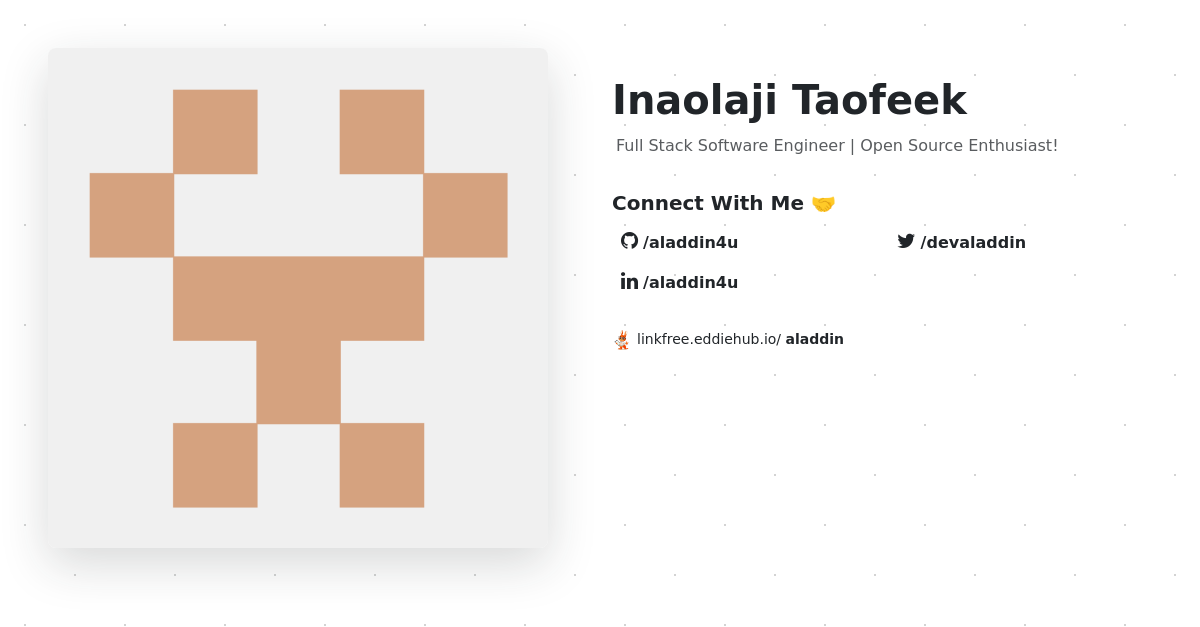 Inaolaji Taofeek
Full Stack Software Engineer | Open Source Enthusiast!
Connect With Me 🤝
/aladdin4u
/devaladdin
/aladdin4u
linkfree.eddiehub.io/ aladdin